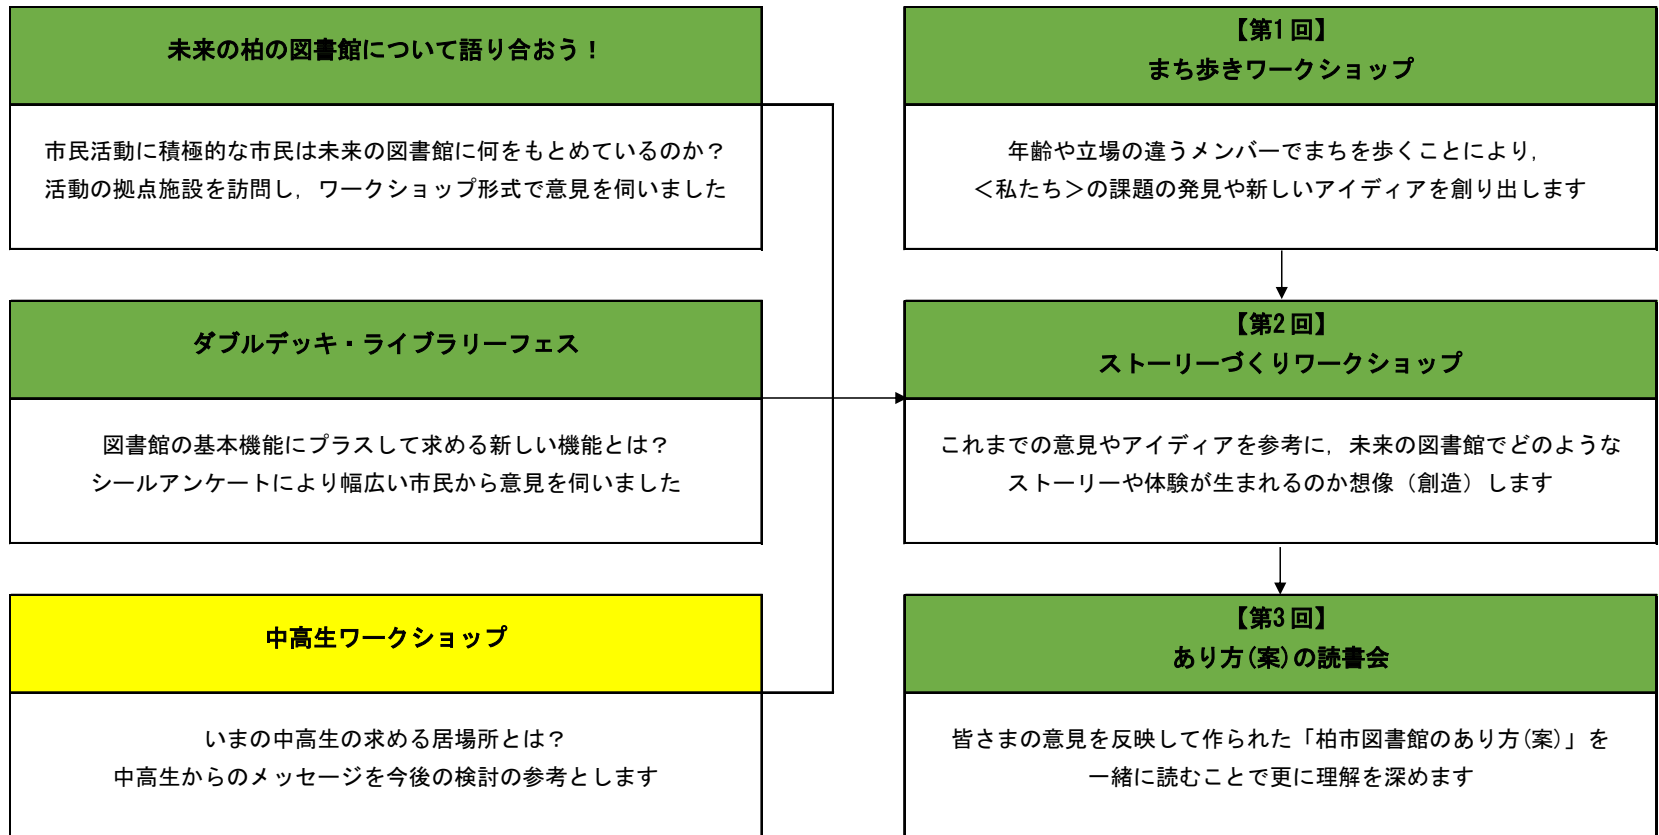 未来の柏の図書館について語り合おう！
市民活動に積極的な市民は未来の図書館に何をもとめているのか？
活動の拠点施設を訪問し，ワークショップ形式で意見を伺いました
ダブルデッキ・ライブラリーフェス
図書館の基本機能にプラスして求める新しい機能とは？
シールアンケートにより幅広い市民から意見を伺いました
中高生ワークショップ
いまの中高生の求める居場所とは？
中高生からのメッセージを今後の検討の参考とします
【第1回】
まち歩きワークショップ
年齢や立場の違うメンバーでまちを歩くことにより，
＜私たち＞の課題の発見や新しいアイディアを創り出します
【第2回】
ストーリーづくりワークショップ
これまでの意見やアイディアを参考に，未来の図書館でどのような
ストーリーや体験が生まれるのか想像（創造）します
【第3回】
あり方(案)の読書会
皆さまの意見を反映して作られた「柏市図書館のあり方(案)」を
一緒に読むことで更に理解を深めます